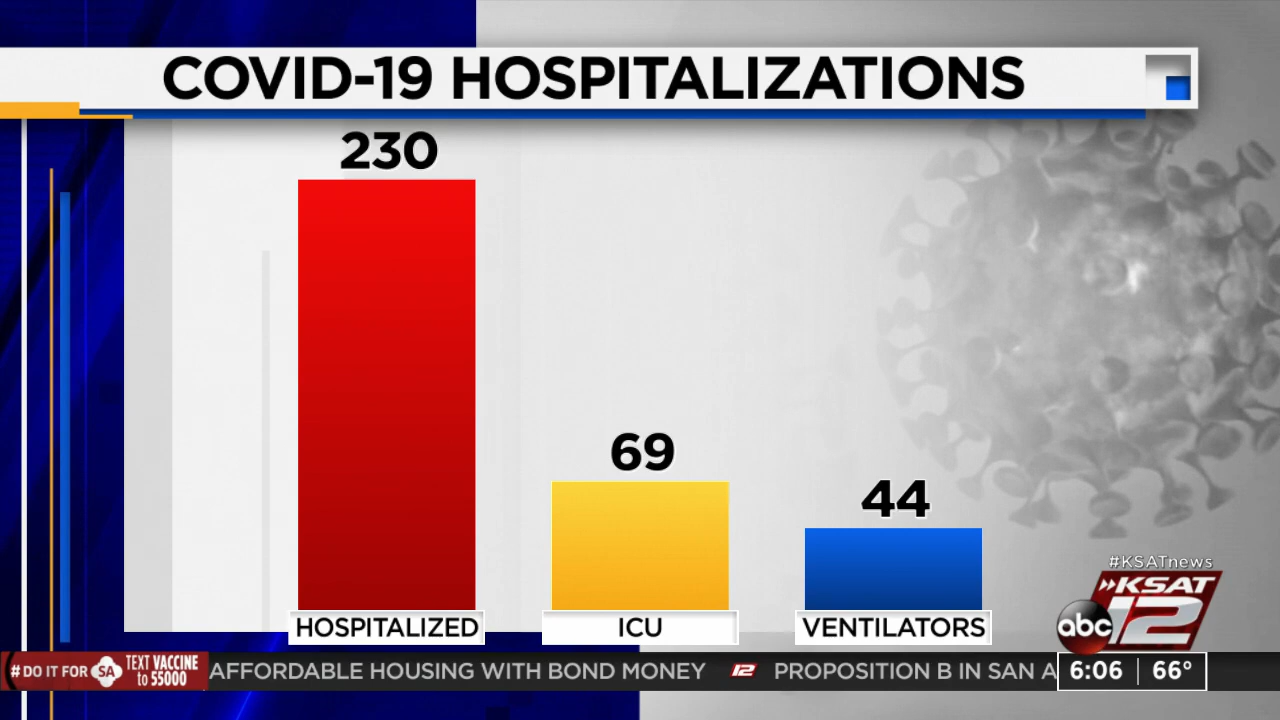 COVID-19 HOSPITALIZATIONS
230
69
44
HOSPITALIZED
ICU
VENTILATORS
#KSATnews
KSAT
abc 12
#DO IT FOR SA TEXT VACCINE to 55000
AFFORDABLE HOUSING WITH BOND MONEY 12 PROPOSITION B IN SAN A
6:06 66°